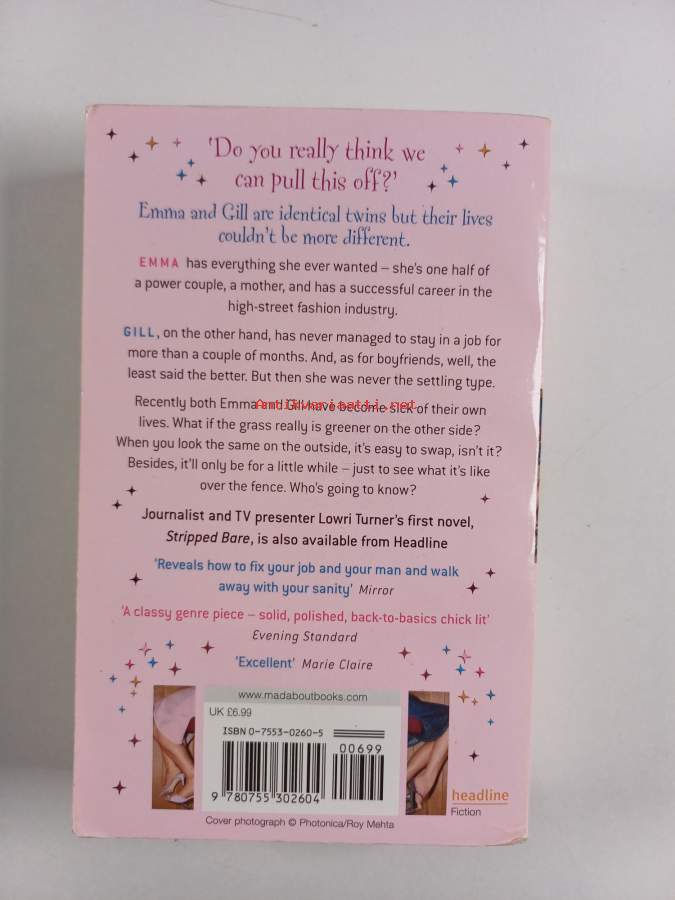 'Do you really think we
can pull this off?'
Emma and Gill are identical twins but their lives
couldn't be more different.
EMMA has everything she ever wanted – she's one half of
a power couple, a mother, and has a successful career in the
high-street fashion industry.
GILL, on the other hand, has never managed to stay in a job for
more than a couple of months. And, as for boyfriends, well, the
least said the better. But then she was never the settling type.
Recently both Emma and Gill have become sick of their own
Antikvariaatti.net
lives. What if the grass really is greener on the other side?
When you look the same on the outside, it's easy to swap, isn't it?
Besides, it'll only be for a little while – just to see what it's like
over the fence. Who's going to know?
Journalist and TV presenter Lowri Turner's first novel,
Stripped Bare, is also available from Headline
'Reveals how to fix your job and your man and walk
away with your sanity' Mirror
'A classy genre piece – solid, polished, back-to-basics chick lit'
Evening Standard
'Excellent' Marie Claire
www.madaboutbooks.com
UK £6.99
ISBN 0-7553-0260-5
00699
9 780755 302604
headline
Fiction
Cover photograph © Photonica/Roy Mehta